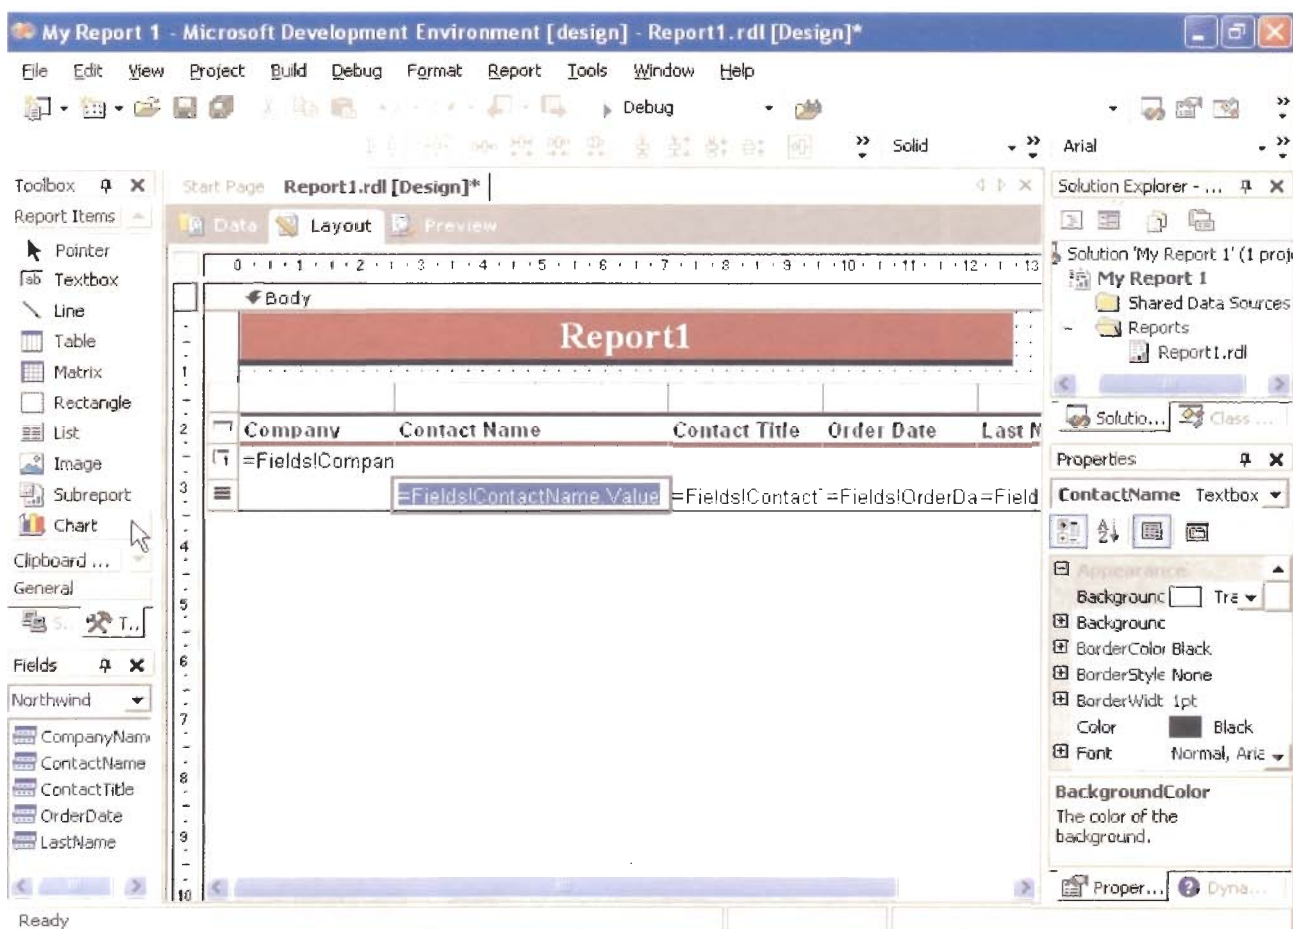 My Report 1 - Microsoft Development Environment [design] - Report1.rdl [Design]*
File Edit View Project Build Debug Format Report Tools Window Help
Debug
Solid
Arial
Toolbox
Report Items
Pointer
Textbox
Line
Table
Matrix
Rectangle
List
Image
Subreport
Chart
Clipboard ...
General
S..
T..
Fields
Northwind
CompanyNam
ContactName
ContactTitle
OrderDate
LastName
Start Page Report1.rdl [Design]*
Data Layout Preview
0 1 2 3 4 5 6 7 8 9 10 11 12 13
Body
Report1
Company Contact Name Contact Title Order Date Last N
=Fields!Compan
=Fields!ContactName.Value =Fields!Contact =Fields!OrderDa =Field
1
2
3
4
5
6
7
8
9
10
Solution Explorer - ...
Solution 'My Report 1' (1 proj
My Report 1
Shared Data Sources
Reports
Report1.rdl
Solutio... Class ...
Properties
ContactName Textbox
Appearance
Backgrounc Tra
Backgrounc
BorderColor Black
BorderStyle None
BorderWidt 1pt
Color Black
Font Normal, Aria
BackgroundColor
The color of the
background.
Proper... Dyna...
Ready